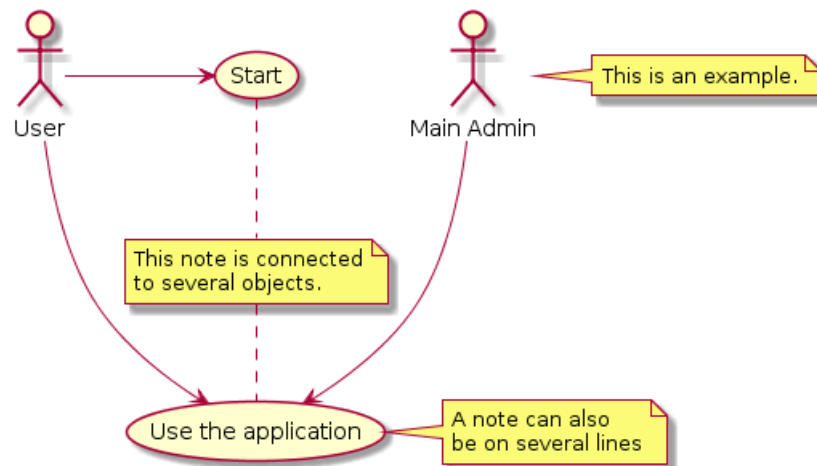 Start
This is an example.
User
Main Admin
This note is connected
to several objects.
Use the application
A note can also
be on several lines